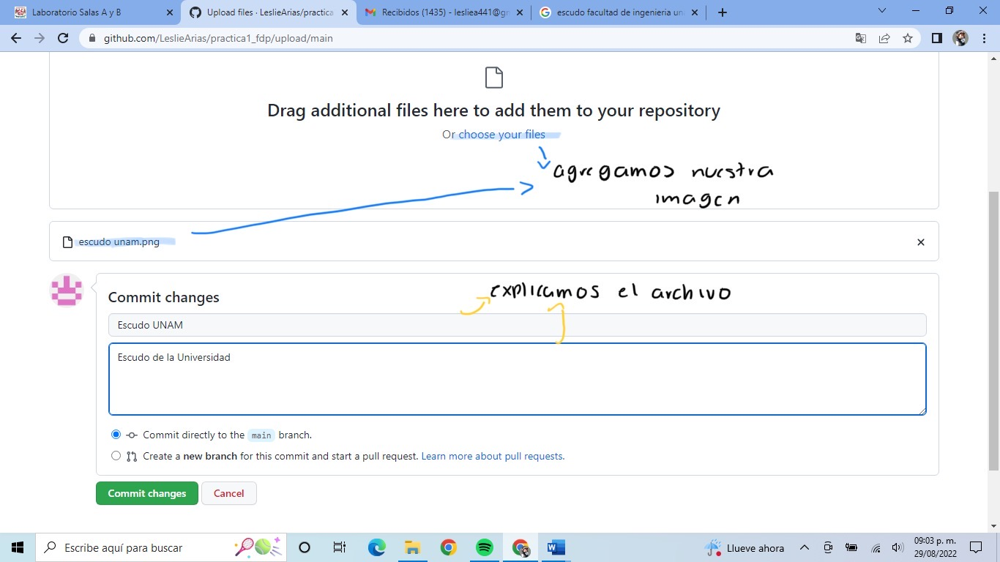 Laboratorio Salas A y B
Upload files · LeslieArias/practica
Recibidos (1435) - lesliea441@gm
escudo facultad de ingenieria un
github.com/LeslieArias/practica1_fdp/upload/main
Drag additional files here to add them to your repository
Or choose your files
agregamos nuestra
imagen
escudo unam.png
explicamos el archivo
Commit changes
Escudo UNAM
Escudo de la Universidad
Commit directly to the main branch.
Create a new branch for this commit and start a pull request. Learn more about pull requests.
Commit changes
Cancel
Escribe aquí para buscar
Llueve ahora
09:03 p. m.
29/08/2022